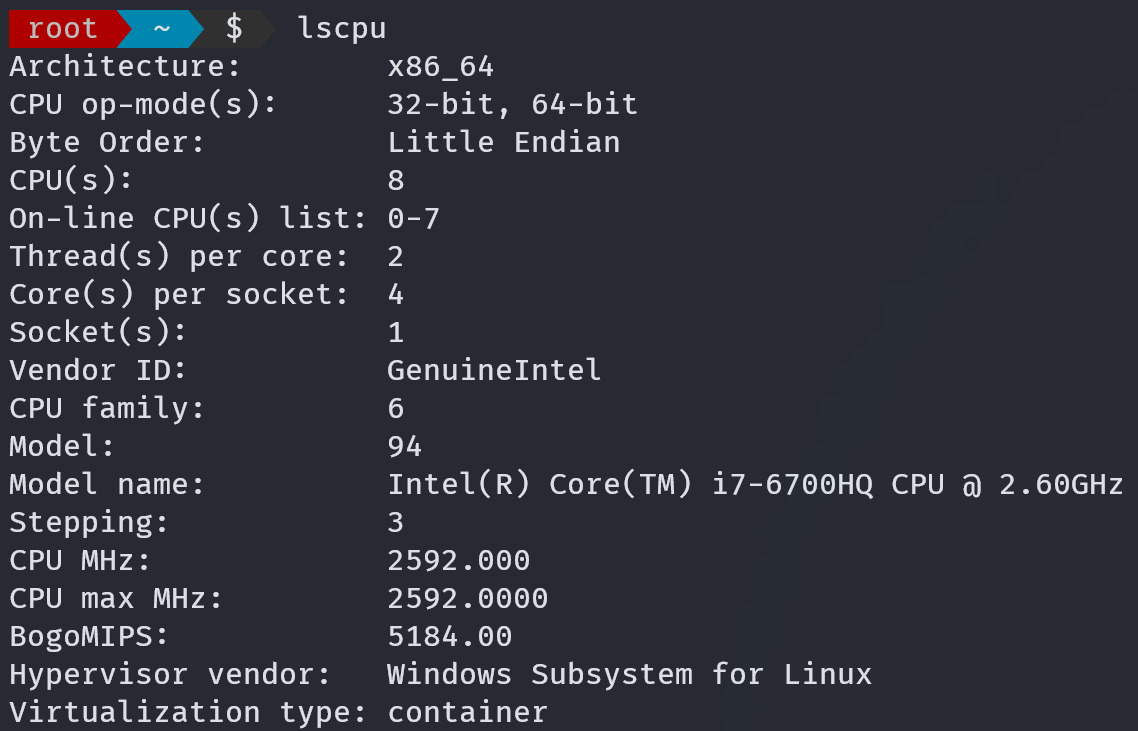 root ~ $ lscpu
Architecture: x86_64
CPU op-mode(s): 32-bit, 64-bit
Byte Order: Little Endian
CPU(s): 8
On-line CPU(s) list: 0-7
Thread(s) per core: 2
Core(s) per socket: 4
Socket(s): 1
Vendor ID: GenuineIntel
CPU family: 6
Model: 94
Model name: Intel(R) Core(TM) i7-6700HQ CPU @ 2.60GHz
Stepping: 3
CPU MHz: 2592.000
CPU max MHz: 2592.0000
BogoMIPS: 5184.00
Hypervisor vendor: Windows Subsystem for Linux
Virtualization type: container